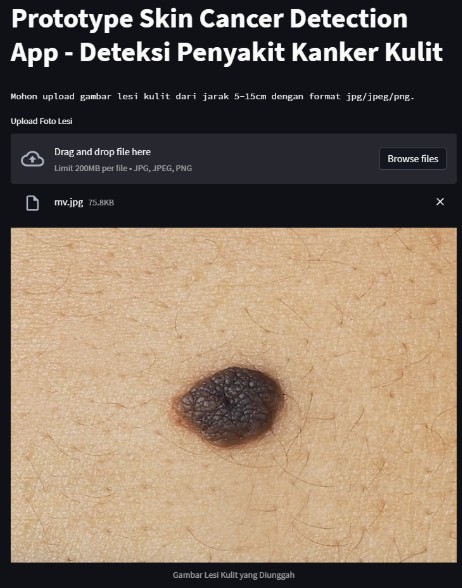 Prototype Skin Cancer Detection
App - Deteksi Penyakit Kanker Kulit
Mohon upload gambar lesi kulit dari jarak 5-15cm dengan format jpg/jpeg/png.
Upload Foto Lesi
Drag and drop file here
Limit 200MB per file • JPG, JPEG, PNG
Browse files
mv.jpg 75.8KB
Gambar Lesi Kulit yang Diunggah